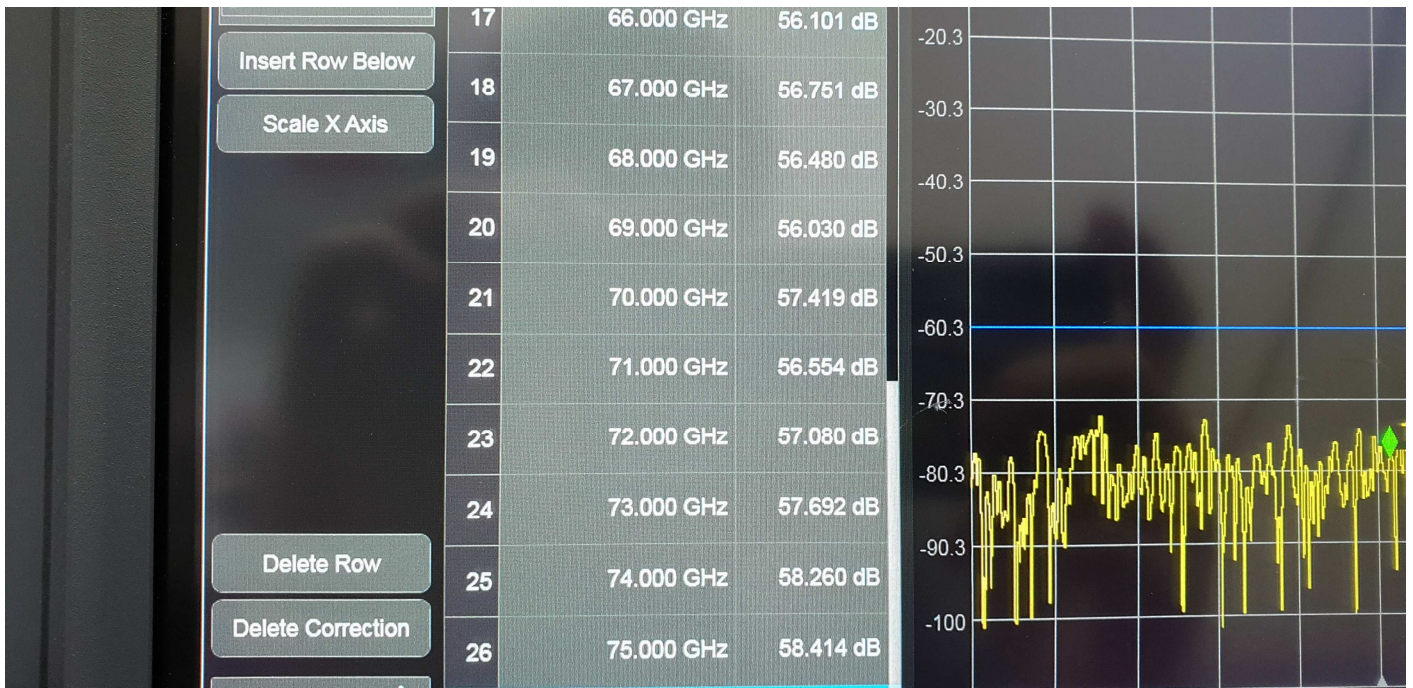 Insert Row Below
Scale X Axis
Delete Row
Delete Correction
17 66.000 GHz 56.101 dB
18 67.000 GHz 56.751 dB
19 68.000 GHz 56.480 dB
20 69.000 GHz 56.030 dB
21 70.000 GHz 57.419 dB
22 71.000 GHz 56.554 dB
23 72.000 GHz 57.080 dB
24 73.000 GHz 57.692 dB
25 74.000 GHz 58.260 dB
26 75.000 GHz 58.414 dB
-20.3
-30.3
-40.3
-50.3
-60.3
-70.3
-80.3
-90.3
-100